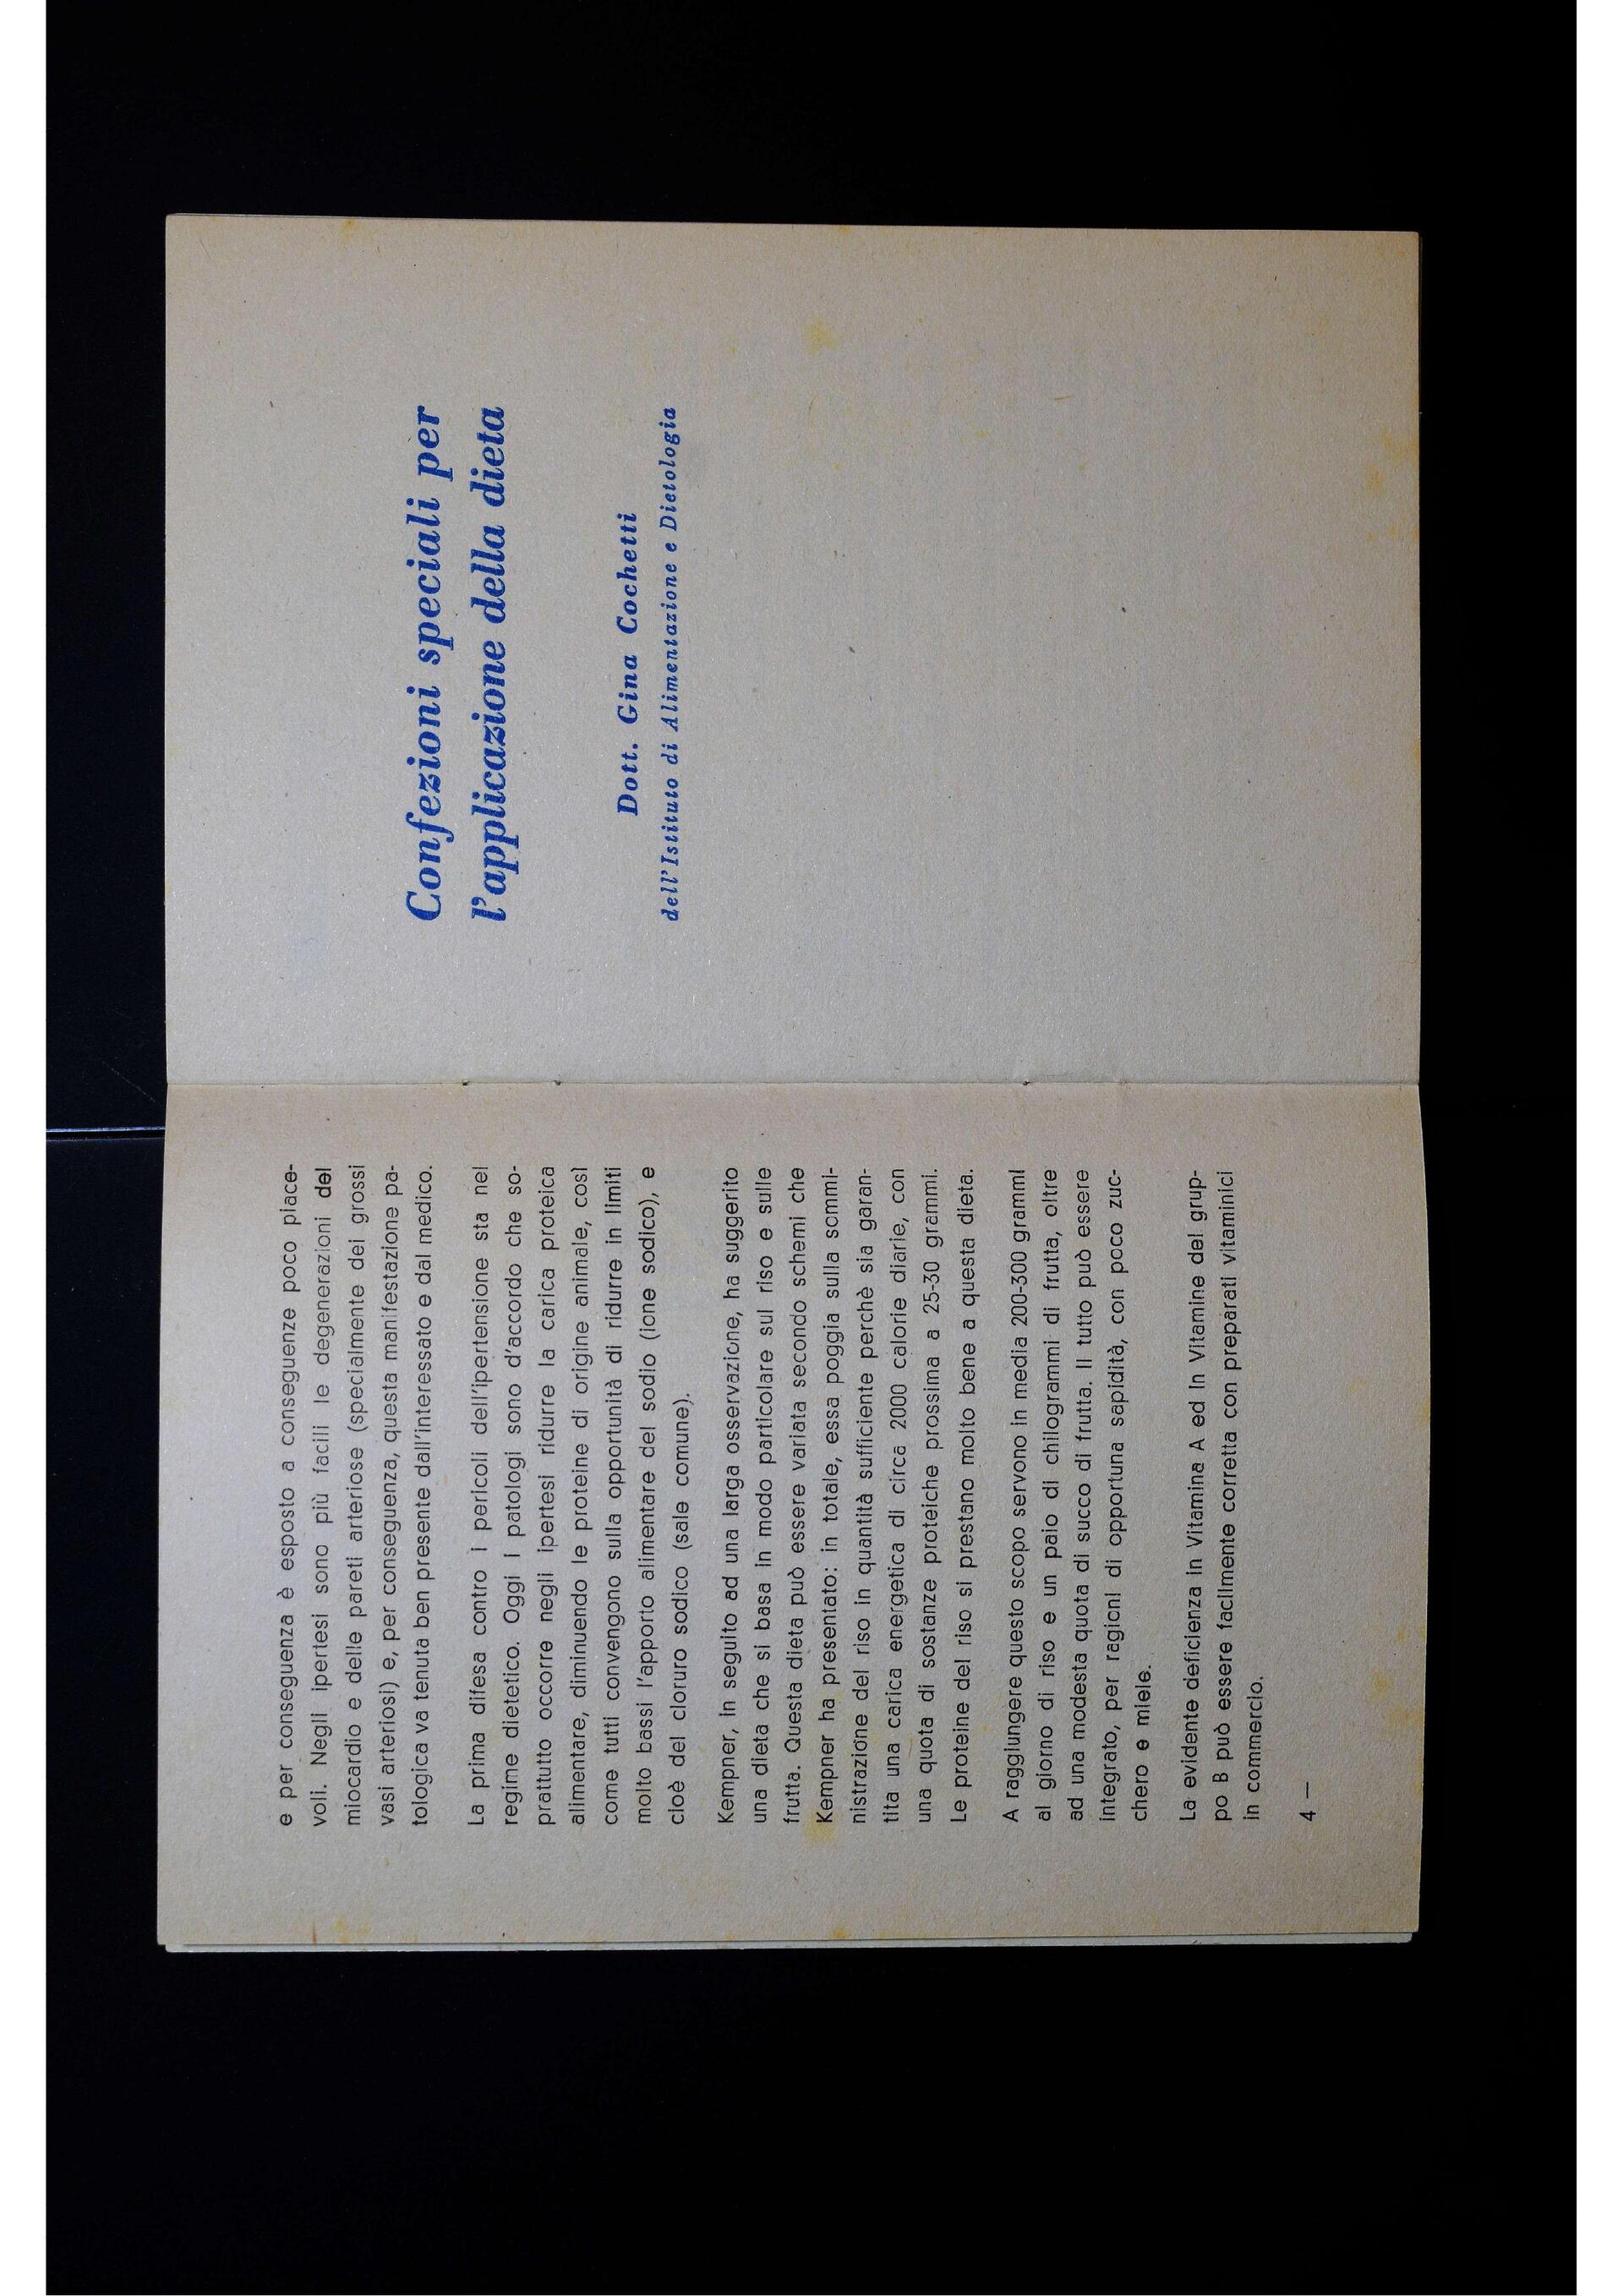 e per conseguenza è esposto a conseguenze poco piace-
voli. Negli ipertesi sono più facili le degenerazioni del
miocardio e delle pareti arteriose (specialmente dei grossi
vasi arteriosi) e, per conseguenza, questa manifestazione pa-
tologica va tenuta ben presente dall'interessato e dal medico.
La prima difesa contro i pericoli dell'ipertensione sta nel
regime dietetico. Oggi i patologi sono d'accordo che so-
prattutto occorre negli ipertesi ridurre la carica proteica
alimentare, diminuendo le proteine di origine animale, così
come tutti convengono sulla opportunità di ridurre in limiti
molto bassi l'apporto alimentare del sodio (ione sodico), e
cioè del cloruro sodico (sale comune).
Kempner, in seguito ad una larga osservazione, ha suggerito
una dieta che si basa in modo particolare sul riso e sulle
frutta. Questa dieta può essere variata secondo schemi che
Kempner ha presentato: in totale, essa poggia sulla sommi-
nistrazione del riso in quantità sufficiente perchè sia garan-
tita una carica energetica di circa 2000 calorie diarie, con
una quota di sostanze proteiche prossima a 25-30 grammi.
Le proteine del riso si prestano molto bene a questa dieta.
A raggiungere questo scopo servono in media 200-300 grammi
al giorno di riso e un paio di chilogrammi di frutta, oltre
ad una modesta quota di succo di frutta. Il tutto può essere
integrato, per ragioni di opportuna sapidità, con poco zuc-
chero e miele.
La evidente deficienza in Vitamina A ed in Vitamine del grup-
po B può essere facilmente corretta con preparati vitaminici
in commercio.
4 —
Confezioni speciali per
l'applicazione della dieta
Dott. Gina Cochetti
dell'Istituto di Alimentazione e Dietologia